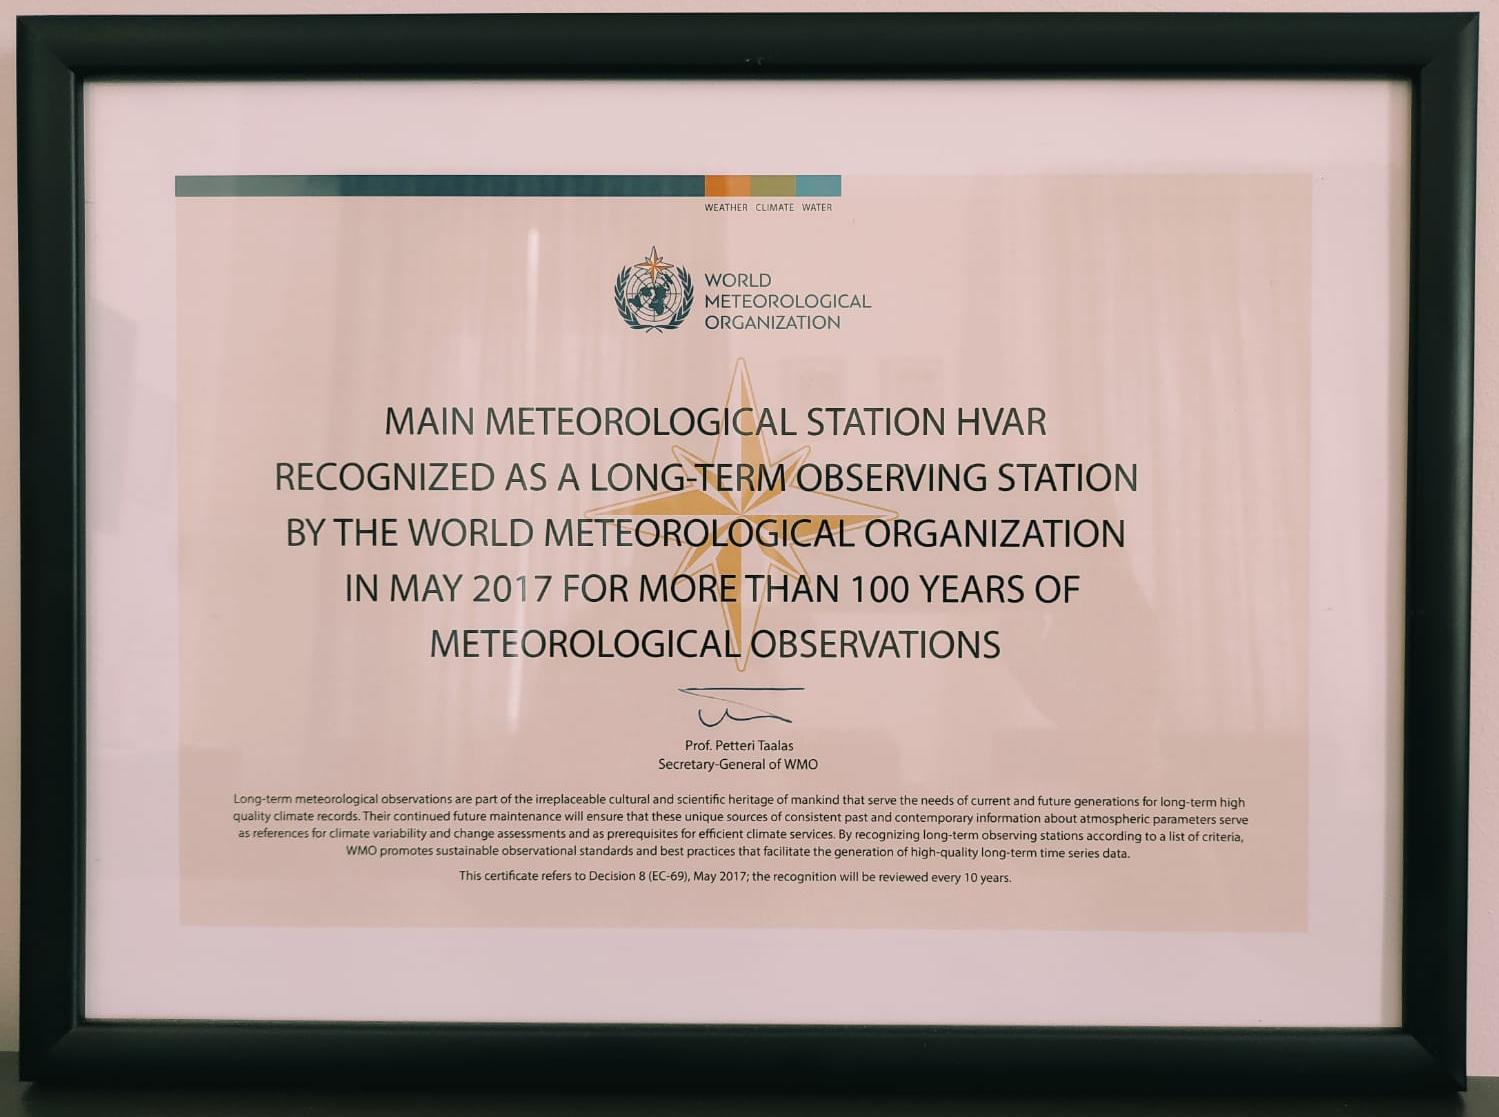 WEATHER CLIMATE WATER
WORLD
METEOROLOGICAL
ORGANIZATION
MAIN METEOROLOGICAL STATION HVAR
RECOGNIZED AS A LONG-TERM OBSERVING STATION
BY THE WORLD METEOROLOGICAL ORGANIZATION
IN MAY 2017 FOR MORE THAN 100 YEARS OF
METEOROLOGICAL OBSERVATIONS
Prof. Petteri Taalas
Secretary-General of WMO
Long-term meteorological observations are part of the irreplaceable cultural and scientific heritage of mankind that serve the needs of current and future generations for long-term high
quality climate records. Their continued future maintenance will ensure that these unique sources of consistent past and contemporary information about atmospheric parameters serve
as references for climate variability and change assessments and as prerequisites for efficient climate services. By recognizing long-term observing stations according to a list of criteria,
WMO promotes sustainable observational standards and best practices that facilitate the generation of high-quality long-term time series data.
This certificate refers to Decision 8 (EC-69), May 2017; the recognition will be reviewed every 10 years.